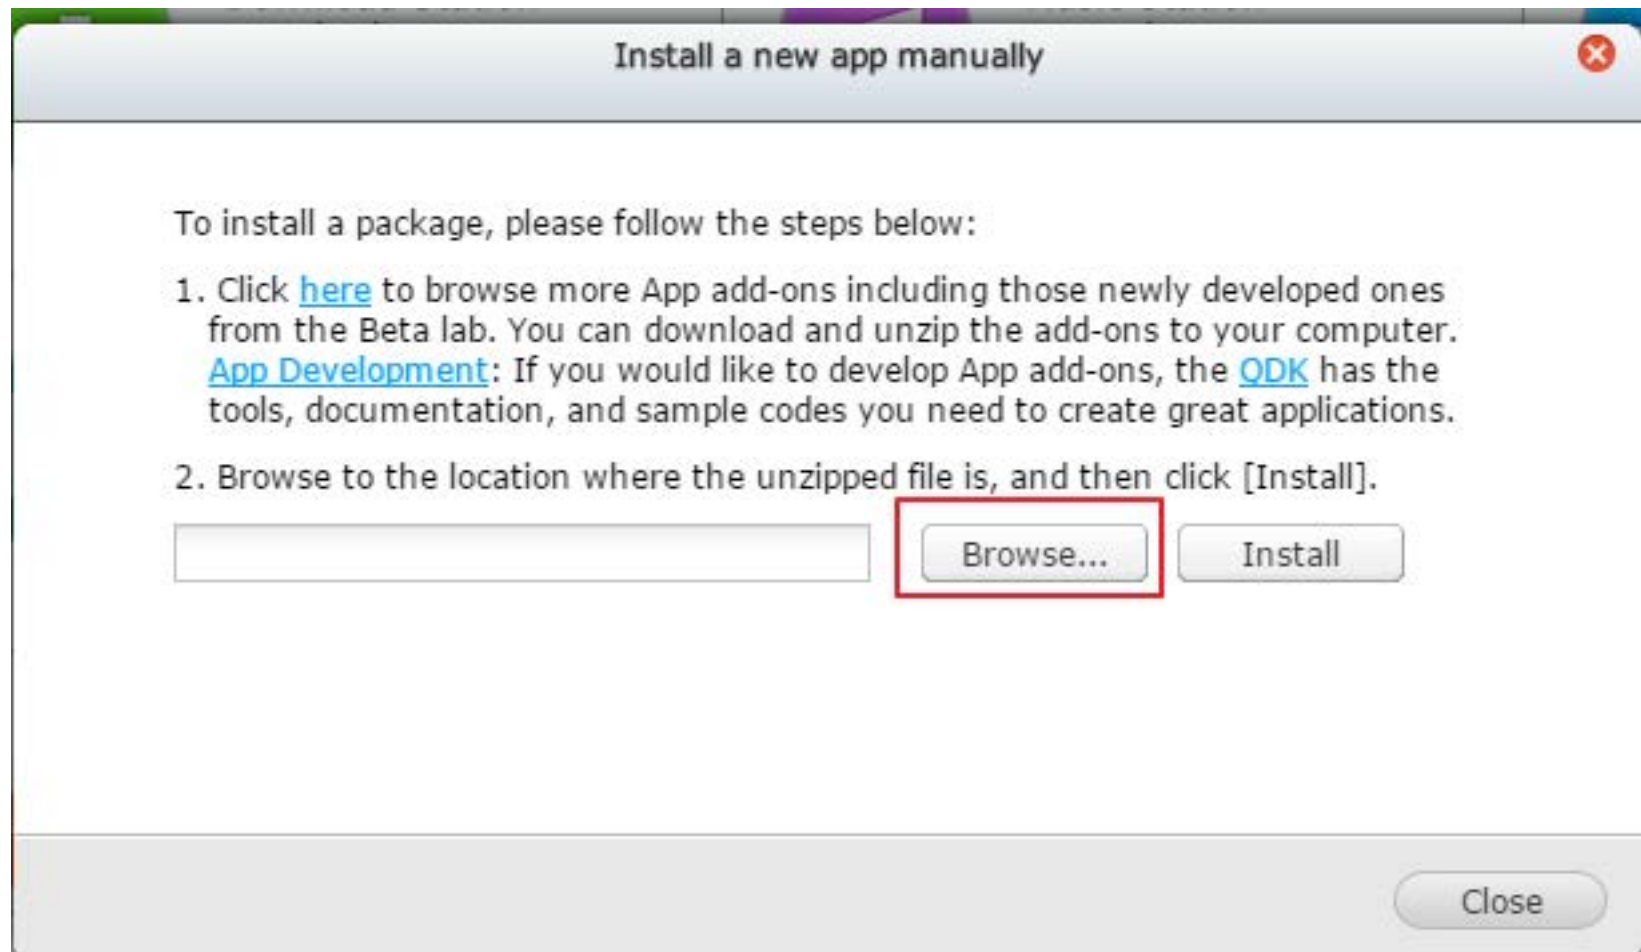 Install a new app manually
To install a package, please follow the steps below:
1. Click here to browse more App add-ons including those newly developed ones
from the Beta lab. You can download and unzip the add-ons to your computer.
App Development: If you would like to develop App add-ons, the QDK has the
tools, documentation, and sample codes you need to create great applications.
2. Browse to the location where the unzipped file is, and then click [Install].
Browse... Install
Close